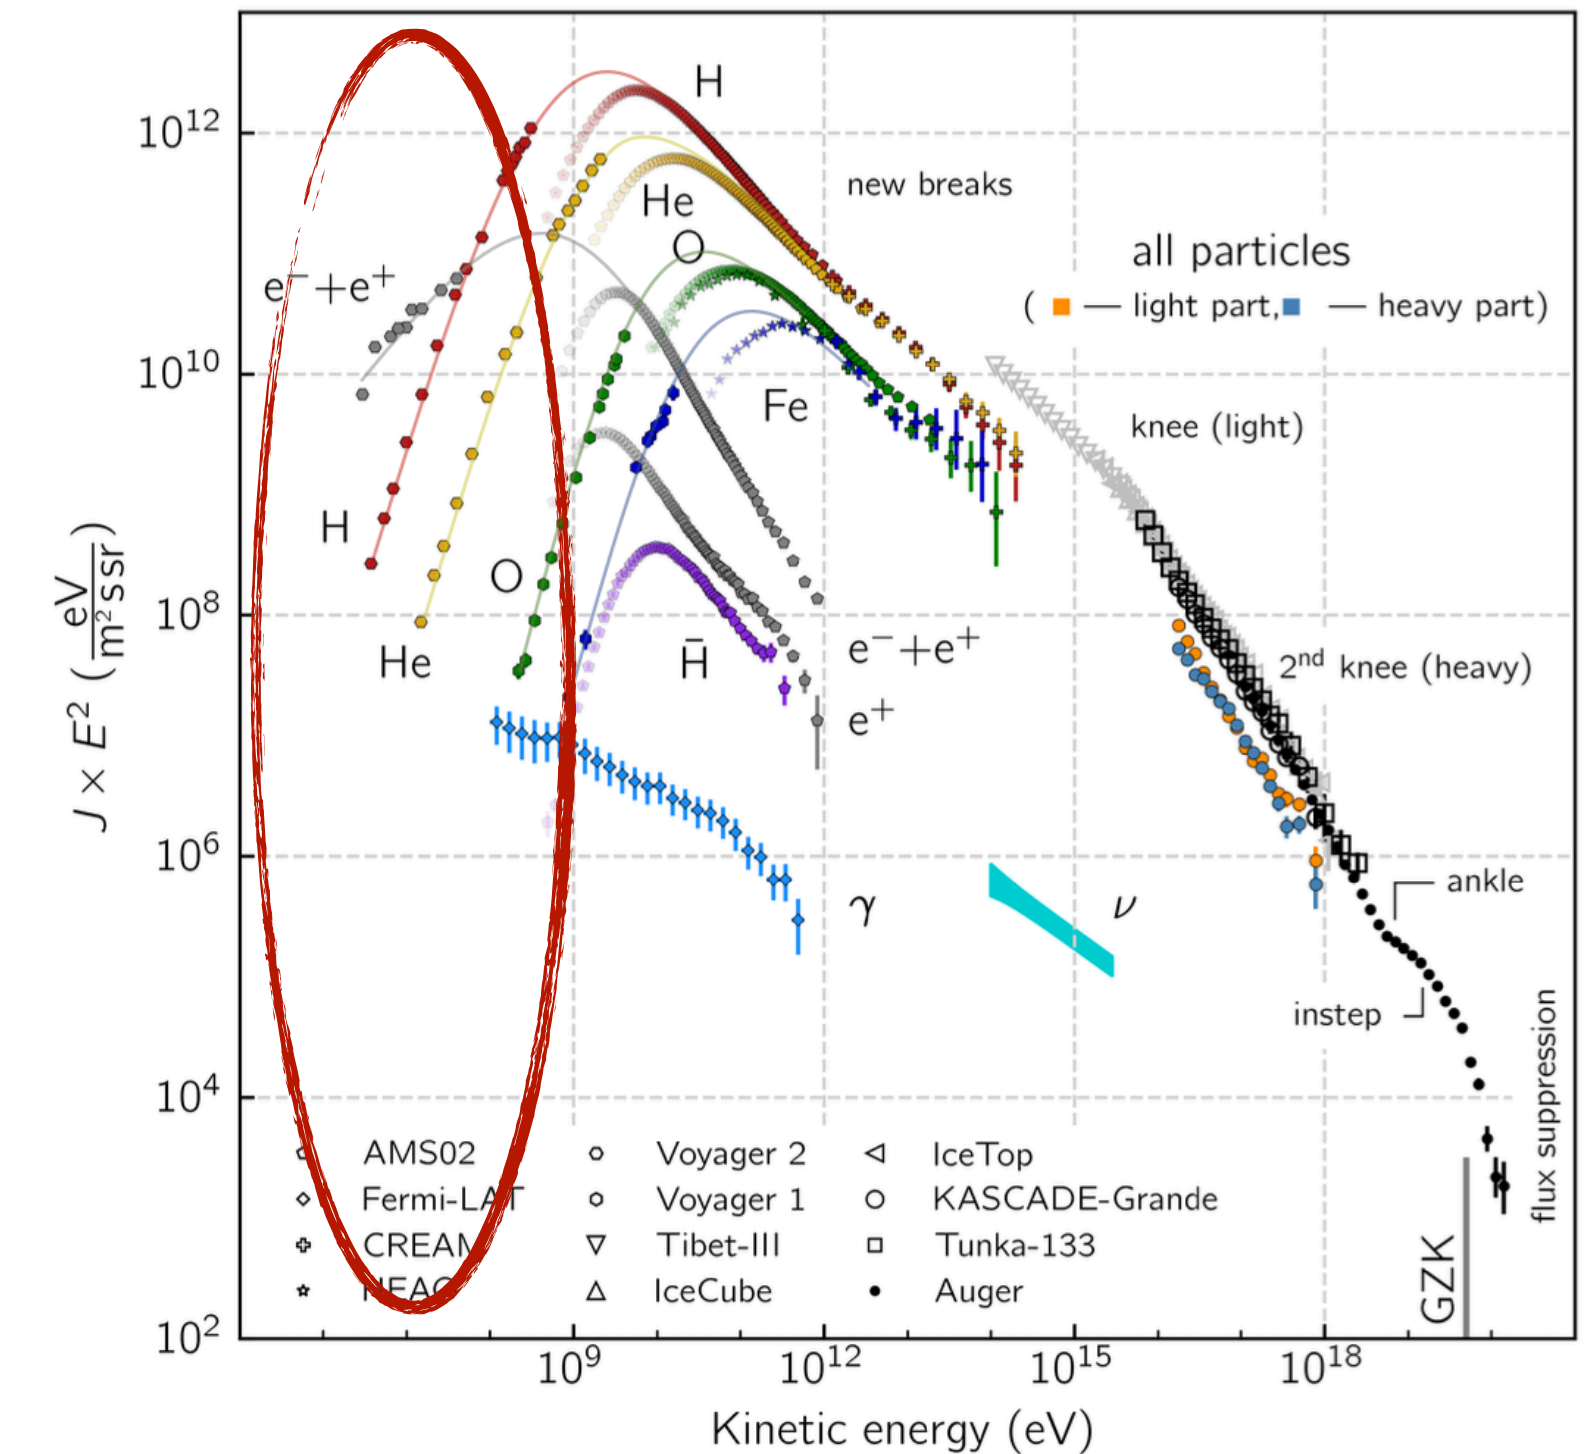 10¹²
10¹⁰
10⁸
10⁶
10⁴
10²
J × E² (eV / m² s sr)
H
new breaks
He
O
all particles
( — light part, — heavy part)
e⁻+e⁺
Fe
knee (light)
H
O
He
H̄
e⁻+e⁺
2ⁿᵈ knee (heavy)
e⁺
γ
ν
ankle
instep
flux suppression
GZK
AMS02 Voyager 2 IceTop
Fermi-LAT Voyager 1 KASCADE-Grande
CREAM Tibet-III Tunka-133
HEAO IceCube Auger
10⁹ 10¹² 10¹⁵ 10¹⁸
Kinetic energy (eV)